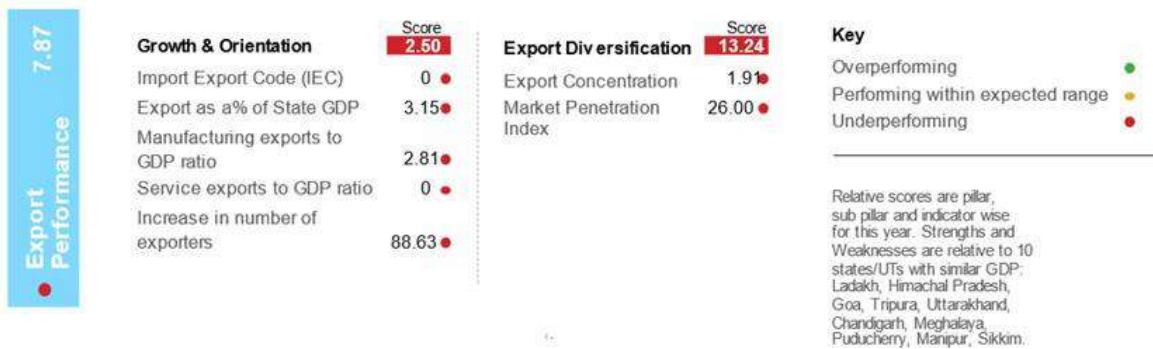 Export
Performance
7.87
Score
Growth & Orientation 2.50
Import Export Code (IEC) 0
Export as a% of State GDP 3.15
Manufacturing exports to
GDP ratio 2.81
Service exports to GDP ratio 0
Increase in number of
exporters 88.63
Score
Export Diversification 13.24
Export Concentration 1.91
Market Penetration 26.00
Index
Key
Overperforming
Performing within expected range
Underperforming
Relative scores are pillar,
sub pillar and indicator wise
for this year. Strengths and
Weaknesses are relative to 10
states/UTs with similar GDP:
Ladakh, Himachal Pradesh,
Goa, Tripura, Uttarakhand,
Chandigarh, Meghalaya,
Puducherry, Manipur, Sikkim.